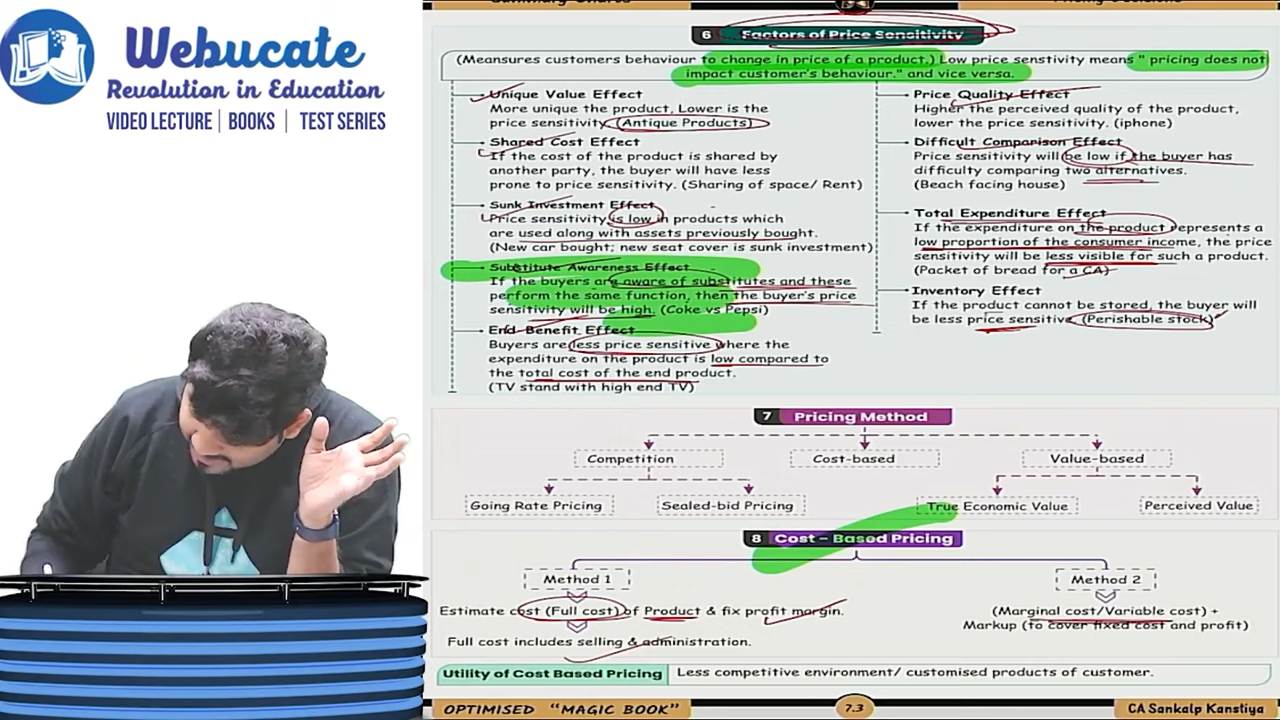 Webucate
Revolution in Education
VIDEO LECTURE | BOOKS | TEST SERIES
Summary Charts
Pricing Decisions
6 Factors of Price Sensitivity
(Meansures customers behaviour to change in price of a product.) Low price senstivity means " pricing does not
impact customer's behaviour." and vice versa.
Unique Value Effect
More unique the product, Lower is the
price sensitivity. (Antique Products)
Shared Cost Effect
If the cost of the product is shared by
another party, the buyer will have less
prone to price sensitivity. (Sharing of space/ Rent)
Sunk Investment Effect
Price sensitivity is low in products which
are used along with assets previously bought.
(New car bought; new seat cover is sunk investment)
Substitute Awareness Effect
If the buyers are aware of substitutes and these
perform the same function, then the buyer's price
sensitivity will be high. (Coke vs Pepsi)
End Benefit Effect
Buyers are less price sensitive where the
expenditure on the product is low compared to
the total cost of the end product.
(TV stand with high end TV)
Price Quality Effect
Higher the perceived quality of the product,
lower the price sensitivity. (iphone)
Difficult Comparison Effect
Price sensitivity will be low if the buyer has
difficulty comparing two alternatives.
(Beach facing house)
Total Expenditure Effect
If the expenditure on the product represents a
low proportion of the consumer income, the price
sensitivity will be less visible for such a product.
(Packet of bread for a CA)
Inventory Effect
If the product cannot be stored, the buyer will
be less price sensitive. (Perishable stock)
7 Pricing Method
Competition
Cost-based
Value-based
Going Rate Pricing
Sealed-bid Pricing
True Economic Value
Perceived Value
8 Cost - Based Pricing
Method 1
Estimate cost (Full cost) of Product & fix profit margin.
Full cost includes selling & administration.
Method 2
(Marginal cost/Variable cost) +
Markup (to cover fixed cost and profit)
Utility of Cost Based Pricing Less competitive environment/ customised products of customer.
OPTIMISED "MAGIC BOOK"
7.3
CA Sankalp Kanstiya